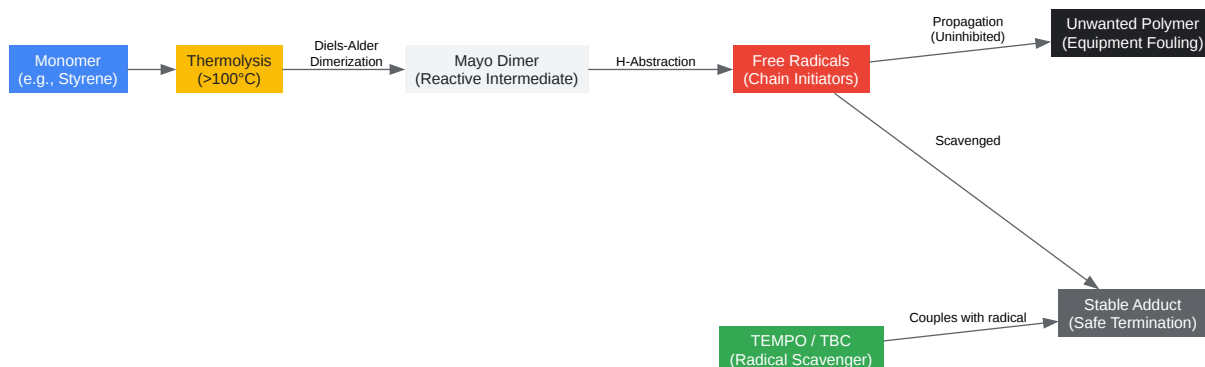 Monomer
(e.g., Styrene)
Thermolysis
(>100°C)
Diels-Alder
Dimerization
Mayo Dimer
(Reactive Intermediate)
H-Abstraction
Free Radicals
(Chain Initiators)
Propagation
(Uninhibited)
Unwanted Polymer
(Equipment Fouling)
Scavenged
TEMPO / TBC
(Radical Scavenger)
Couples with radical
Stable Adduct
(Safe Termination)